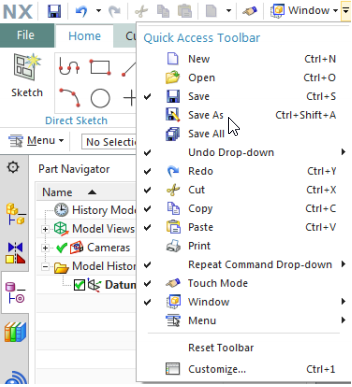 NX
Window
File
Home
Cu
Quick Access Toolbar
New Ctrl+N
Open Ctrl+O
Save Ctrl+S
Save As Ctrl+Shift+A
Save All
Undo Drop-down
Redo Ctrl+Y
Cut Ctrl+X
Copy Ctrl+C
Paste Ctrl+V
Print
Repeat Command Drop-down
Touch Mode
Window
Menu
Reset Toolbar
Customize... Ctrl+1
Sketch
Direct Sketch
Menu
No Selecti
Part Navigator
Name
History Mod
Model Views
Cameras
Model Histor
Datun